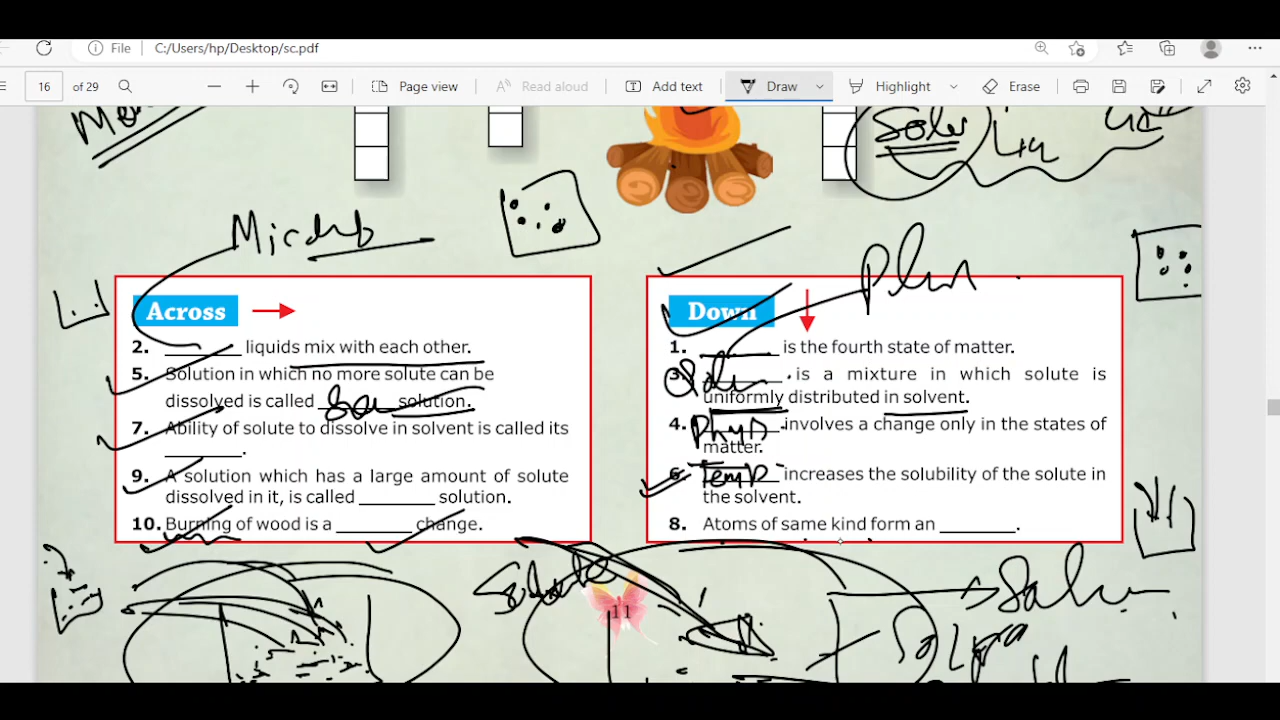 File C:/Users/hp/Desktop/sc.pdf
16 of 29 Page view Read aloud Add text Draw Highlight Erase
Across
2. ________ liquids mix with each other.
5. Solution in which no more solute can be
dissolved is called ________ solution.
7. Ability of solute to dissolve in solvent is called its
________.
9. A solution which has a large amount of solute
dissolved in it, is called ________ solution.
10. Burning of wood is a ________ change.
Down
1. ________ is the fourth state of matter.
3. ________ is a mixture in which solute is
uniformly distributed in solvent.
4. Phys involves a change only in the states of
matter.
6. Temp increases the solubility of the solute in
the solvent.
8. Atoms of same kind form an ________.
11